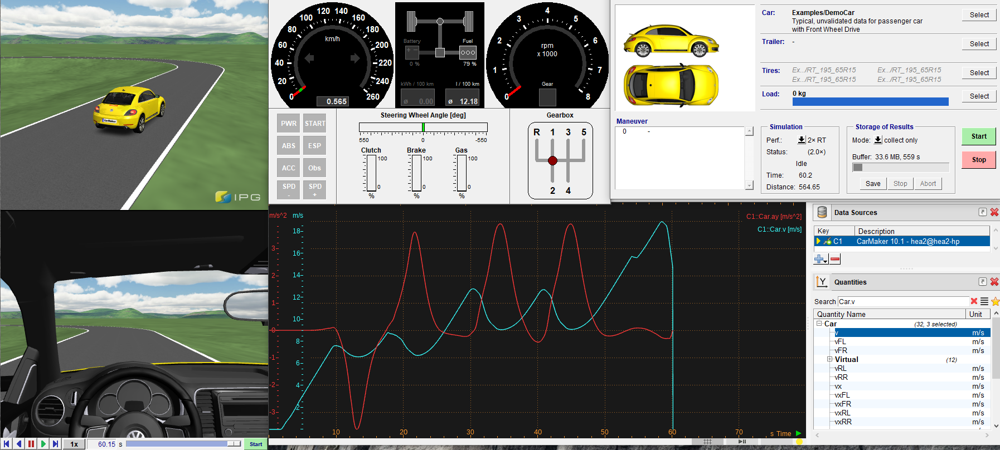 CarMaker
IPG
km/h
0
20
40
60
80
100
120
140
160
180
200
220
240
260
0.565
Battery
Fuel
0 %
79 %
kWh / 100 km
l / 100 km
ø 0.00
ø 12.18
rpm
x 1000
0
1
2
3
4
5
6
7
8
Gear
PWR START
ABS ESP
ACC Obs
SPD - SPD +
Steering Wheel Angle [deg]
550 0 -550
Clutch Brake Gas
100 100 100
0 0 0
% % %
Gearbox
R 1 3 5
2 4
Car: Examples/DemoCar Select
Typical, unvalidated data for passenger car
with Front Wheel Drive
Trailer: - Select
Tires: Ex.../RT_195_65R15 Ex.../RT_195_65R15 Select
Ex.../RT_195_65R15 Ex.../RT_195_65R15
Load: 0 kg Select
Maneuver
0 -
Simulation
Perf.: 2× RT
Status: (2.0×)
Idle
Time: 60.2
Distance: 564.65
Storage of Results
Mode: collect only
Buffer: 33.6 MB, 559 s
Save Stop Abort
Start
Stop
m/s^2 m/s
C1::Car.ay [m/s^2]
C1::Car.v [m/s]
3
2
1
0
-1
-2
-3
18
16
14
12
10
8
6
4
2
10 20 30 40 50 60 70 s Time
Data Sources
Key Description
C1 CarMaker 10.1 - hea2@hea2-hp
Quantities
Search Car.v
Quantity Name Unit
Car (32, 3 selected)
v m/s
vFL m/s
vFR m/s
Virtual (12)
vRL m/s
vRR m/s
vx m/s
vxFL m/s
vxFR m/s
vxRL m/s
vxRR m/s
1x 60.15 s Start